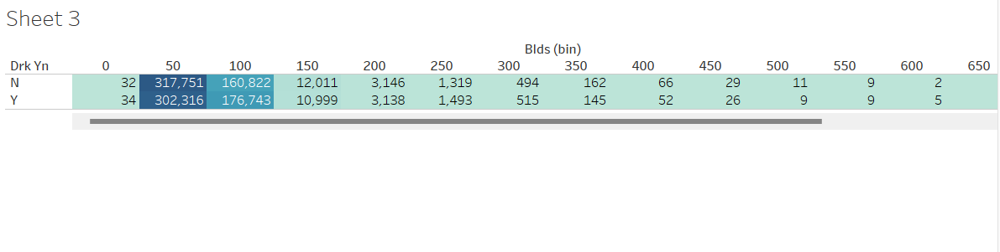 Sheet 3
Blds (bin)
Drk Yn 0 50 100 150 200 250 300 350 400 450 500 550 600 650
N 32 317,751 160,822 12,011 3,146 1,319 494 162 66 29 11 9 2
Y 34 302,316 176,743 10,999 3,138 1,493 515 145 52 26 9 9 5